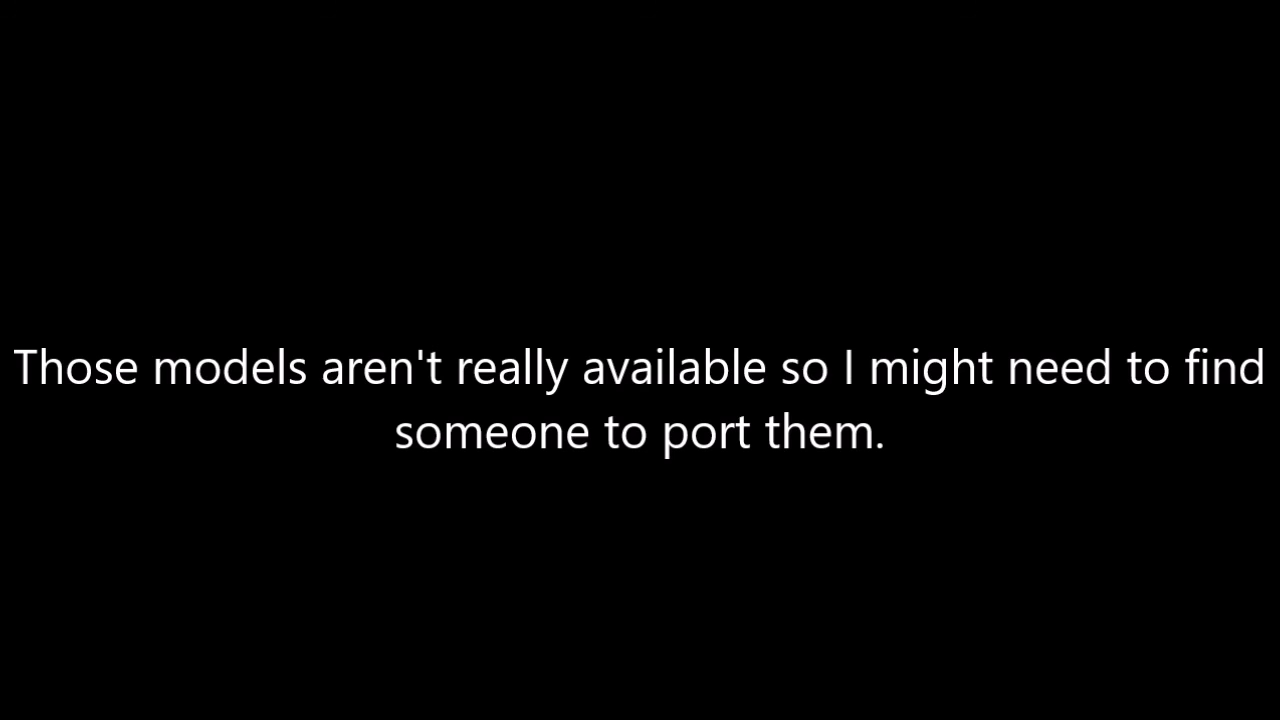 Those models aren't really available so I might need to find
someone to port them.